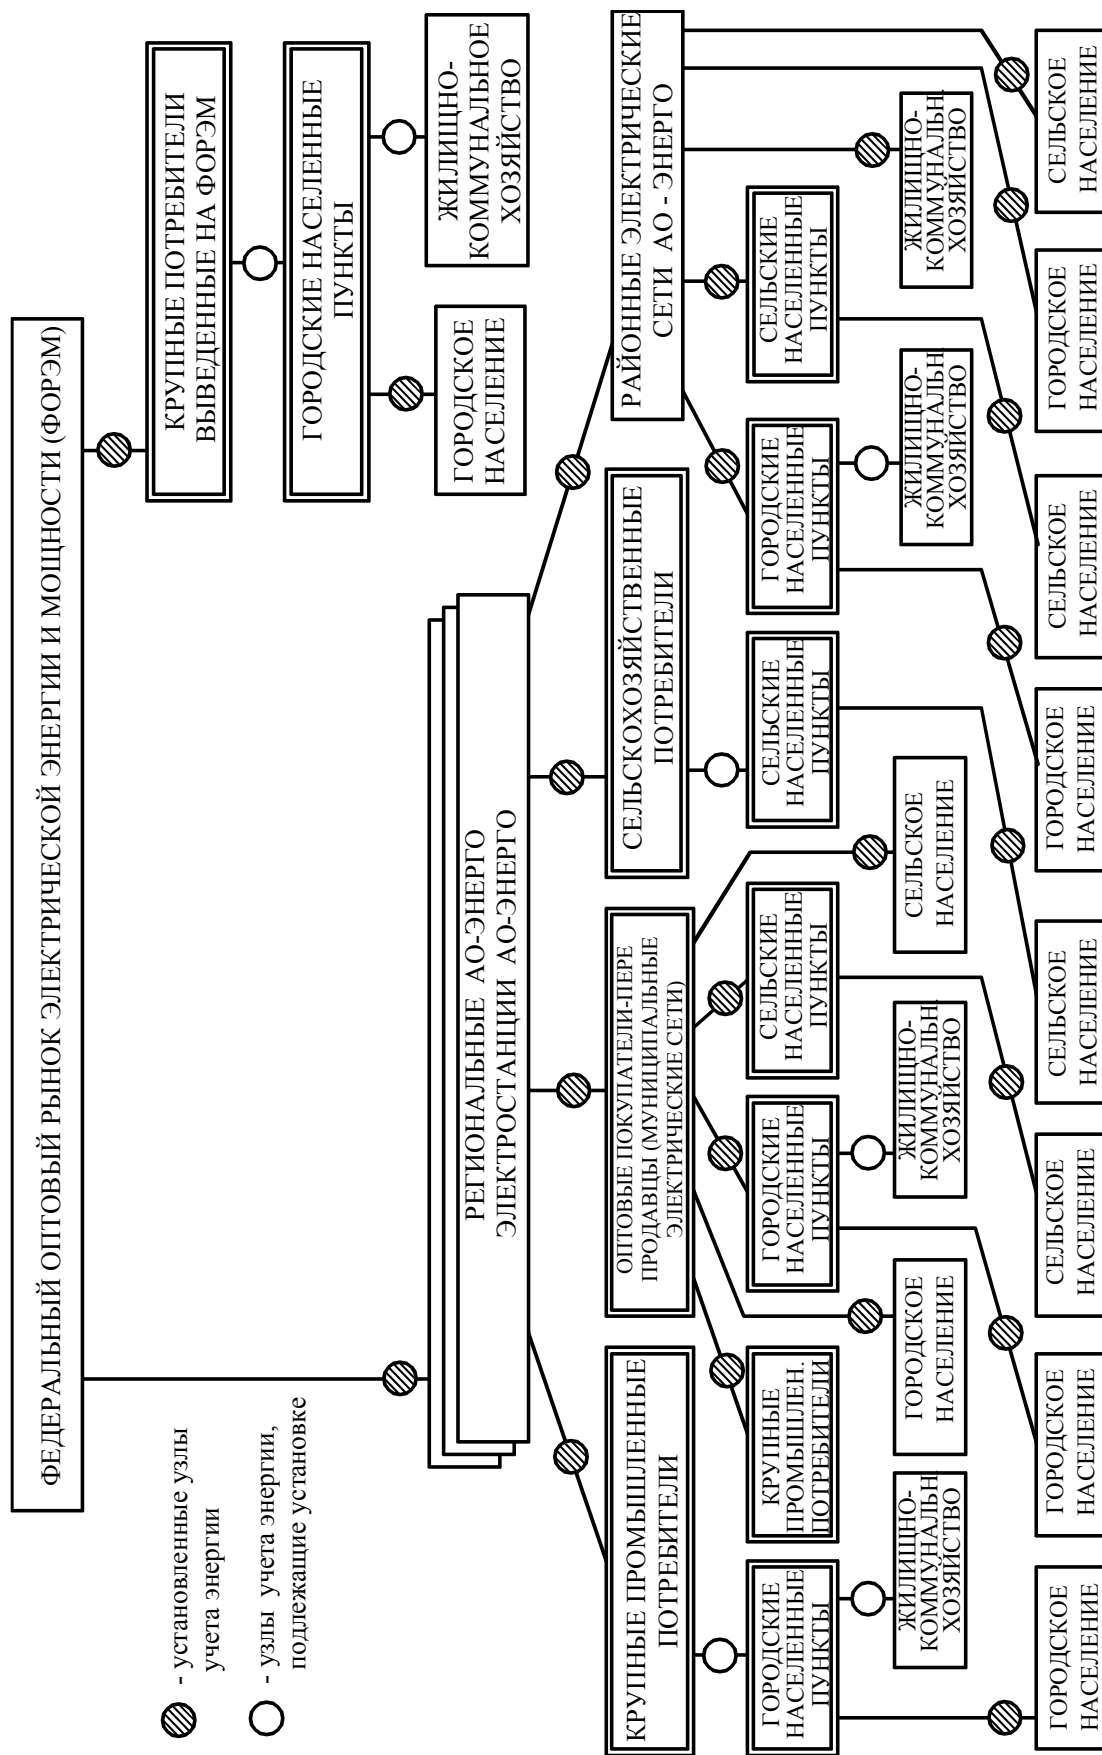 ФЕДЕРАЛЬНЫЙ ОПТОВЫЙ РЫНОК ЭЛЕКТРИЧЕСКОЙ ЭНЕРГИИ И МОЩНОСТИ (ФОРЭМ)
- установленные узлы
учета энергии
- узлы учета энергии,
подлежащие установке
КРУПНЫЕ ПОТРЕБИТЕЛИ
ВЫВЕДЕННЫЕ НА ФОРЭМ
ГОРОДСКИЕ НАСЕЛЕННЫЕ
ПУНКТЫ
ГОРОДСКОЕ
НАСЕЛЕНИЕ
ЖИЛИЩНО-
КОММУНАЛЬНОЕ
ХОЗЯЙСТВО
РЕГИОНАЛЬНЫЕ АО-ЭНЕРГО
ЭЛЕКТРОСТАНЦИИ АО-ЭНЕРГО
КРУПНЫЕ ПРОМЫШЛЕННЫЕ
ПОТРЕБИТЕЛИ
ОПТОВЫЕ ПОКУПАТЕЛИ-ПЕРЕ
ПРОДАВЦЫ (МУНИЦИПАЛЬНЫЕ
ЭЛЕКТРИЧЕСКИЕ СЕТИ)
СЕЛЬСКОХОЗЯЙСТВЕННЫЕ
ПОТРЕБИТЕЛИ
РАЙОННЫЕ ЭЛЕКТРИЧЕСКИЕ
СЕТИ АО - ЭНЕРГО
ГОРОДСКИЕ
НАСЕЛЕННЫЕ
ПУНКТЫ
КРУПНЫЕ
ПРОМЫШЛЕН.
ПОТРЕБИТЕЛИ
ГОРОДСКИЕ
НАСЕЛЕННЫЕ
ПУНКТЫ
СЕЛЬСКИЕ
НАСЕЛЕННЫЕ
ПУНКТЫ
СЕЛЬСКИЕ
НАСЕЛЕННЫЕ
ПУНКТЫ
ГОРОДСКИЕ
НАСЕЛЕННЫЕ
ПУНКТЫ
СЕЛЬСКИЕ
НАСЕЛЕННЫЕ
ПУНКТЫ
ЖИЛИЩНО-
КОММУНАЛЬН
ХОЗЯЙСТВО
ГОРОДСКОЕ
НАСЕЛЕНИЕ
ЖИЛИЩНО-
КОММУНАЛЬН.
ХОЗЯЙСТВО
СЕЛЬСКОЕ
НАСЕЛЕНИЕ
ЖИЛИЩНО-
КОММУНАЛЬН.
ХОЗЯЙСТВО
ЖИЛИЩНО-
КОММУНАЛЬН.
ХОЗЯЙСТВО
ГОРОДСКОЕ
НАСЕЛЕНИЕ
ГОРОДСКОЕ
НАСЕЛЕНИЕ
СЕЛЬСКОЕ
НАСЕЛЕНИЕ
СЕЛЬСКОЕ
НАСЕЛЕНИЕ
ГОРОДСКОЕ
НАСЕЛЕНИЕ
СЕЛЬСКОЕ
НАСЕЛЕНИЕ
ГОРОДСКОЕ
НАСЕЛЕНИЕ
СЕЛЬСКОЕ
НАСЕЛЕНИЕ